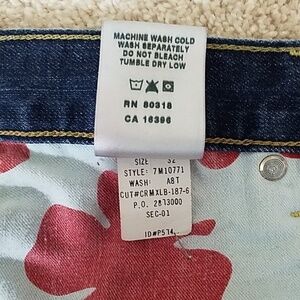 MACHINE WASH COLD
WASH SEPARATELY
DO NOT BLEACH
TUMBLE DRY LOW
RN 80318
CA 16396
SIZE 32
STYLE: 7M10771
WASH: ABT
CUT#CRMXLB-187-6
P.O. 2813000
SEC-01